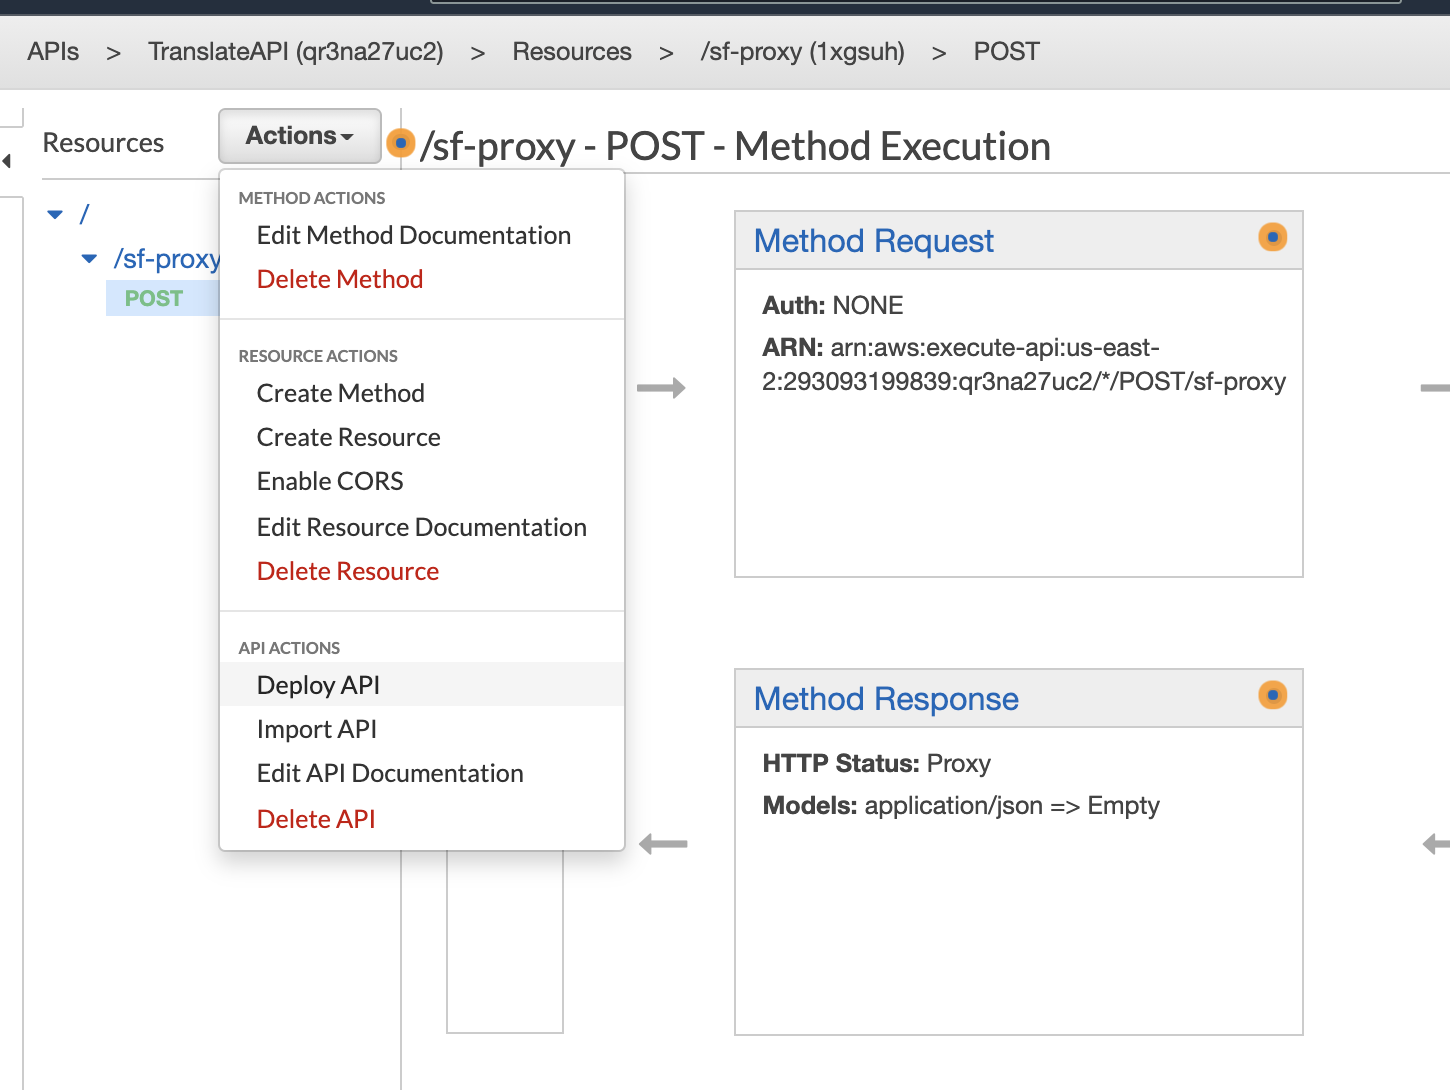 APIs > TranslateAPI (qr3na27uc2) > Resources > /sf-proxy (1xgsuh) > POST
Resources
Actions
/sf-proxy - POST - Method Execution
/
/sf-proxy
POST
METHOD ACTIONS
Edit Method Documentation
Delete Method
RESOURCE ACTIONS
Create Method
Create Resource
Enable CORS
Edit Resource Documentation
Delete Resource
API ACTIONS
Deploy API
Import API
Edit API Documentation
Delete API
Method Request
Auth: NONE
ARN: arn:aws:execute-api:us-east-
2:293093199839:qr3na27uc2/*/POST/sf-proxy
Method Response
HTTP Status: Proxy
Models: application/json => Empty